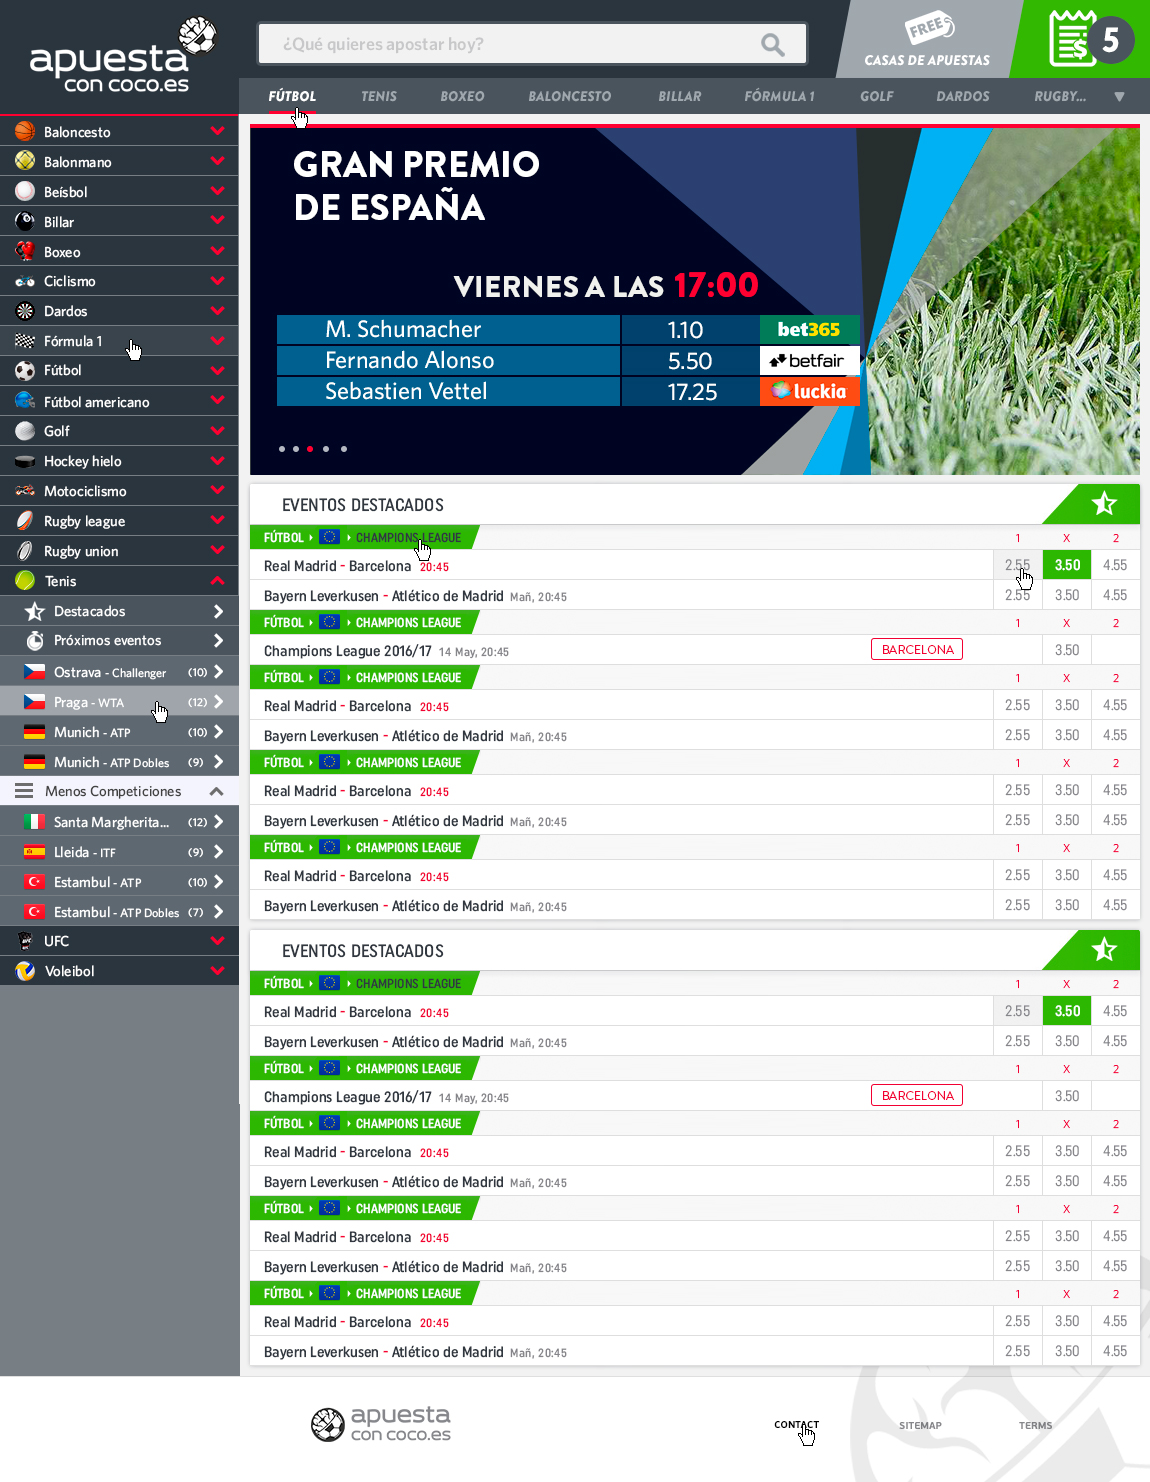 apuesta
con coco.es
¿Qué quieres apostar hoy?
FREE
CASAS DE APUESTAS
$
5
FÚTBOL TENIS BOXEO BALONCESTO BILLAR FÓRMULA 1 GOLF DARDOS RUGBY...
Baloncesto
Balonmano
Beísbol
Billar
Boxeo
Ciclismo
Dardos
Fórmula 1
Fútbol
Fútbol americano
Golf
Hockey hielo
Motociclismo
Rugby league
Rugby union
Tenis
Destacados
Próximos eventos
Ostrava - Challenger (10)
Praga - WTA (12)
Munich - ATP (10)
Munich - ATP Dobles (9)
Menos Competiciones
Santa Margherita... (12)
Lleida - ITF (9)
Estambul - ATP (10)
Estambul - ATP Dobles (7)
UFC
Voleibol
GRAN PREMIO
DE ESPAÑA
VIERNES A LAS 17:00
M. Schumacher 1.10 bet365
Fernando Alonso 5.50 betfair
Sebastien Vettel 17.25 luckia
EVENTOS DESTACADOS
FÚTBOL CHAMPIONS LEAGUE 1 X 2
Real Madrid - Barcelona 20:45 2.55 3.50 4.55
Bayern Leverkusen - Atlético de Madrid Mañ, 20:45 2.55 3.50 4.55
FÚTBOL CHAMPIONS LEAGUE 1 X 2
Champions League 2016/17 14 May, 20:45 BARCELONA 3.50
FÚTBOL CHAMPIONS LEAGUE 1 X 2
Real Madrid - Barcelona 20:45 2.55 3.50 4.55
Bayern Leverkusen - Atlético de Madrid Mañ, 20:45 2.55 3.50 4.55
FÚTBOL CHAMPIONS LEAGUE 1 X 2
Real Madrid - Barcelona 20:45 2.55 3.50 4.55
Bayern Leverkusen - Atlético de Madrid Mañ, 20:45 2.55 3.50 4.55
FÚTBOL CHAMPIONS LEAGUE 1 X 2
Real Madrid - Barcelona 20:45 2.55 3.50 4.55
Bayern Leverkusen - Atlético de Madrid Mañ, 20:45 2.55 3.50 4.55
EVENTOS DESTACADOS
FÚTBOL CHAMPIONS LEAGUE 1 X 2
Real Madrid - Barcelona 20:45 2.55 3.50 4.55
Bayern Leverkusen - Atlético de Madrid Mañ, 20:45 2.55 3.50 4.55
FÚTBOL CHAMPIONS LEAGUE 1 X 2
Champions League 2016/17 14 May, 20:45 BARCELONA 3.50
FÚTBOL CHAMPIONS LEAGUE 1 X 2
Real Madrid - Barcelona 20:45 2.55 3.50 4.55
Bayern Leverkusen - Atlético de Madrid Mañ, 20:45 2.55 3.50 4.55
FÚTBOL CHAMPIONS LEAGUE 1 X 2
Real Madrid - Barcelona 20:45 2.55 3.50 4.55
Bayern Leverkusen - Atlético de Madrid Mañ, 20:45 2.55 3.50 4.55
FÚTBOL CHAMPIONS LEAGUE 1 X 2
Real Madrid - Barcelona 20:45 2.55 3.50 4.55
Bayern Leverkusen - Atlético de Madrid Mañ, 20:45 2.55 3.50 4.55
apuesta
con coco.es
CONTACT SITEMAP TERMS